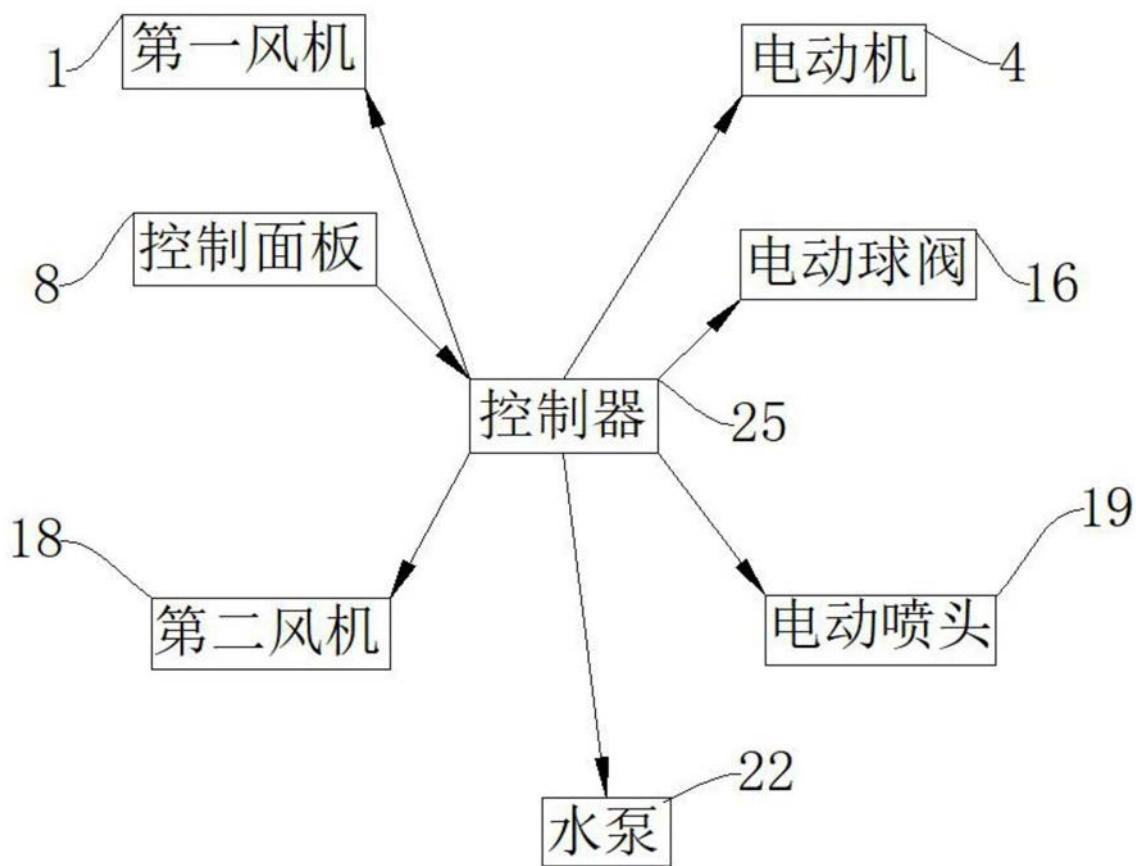 1 第一风机
电动机 4
8 控制面板
电动球阀 16
控制器 25
18 第二风机
电动喷头 19
水泵 22